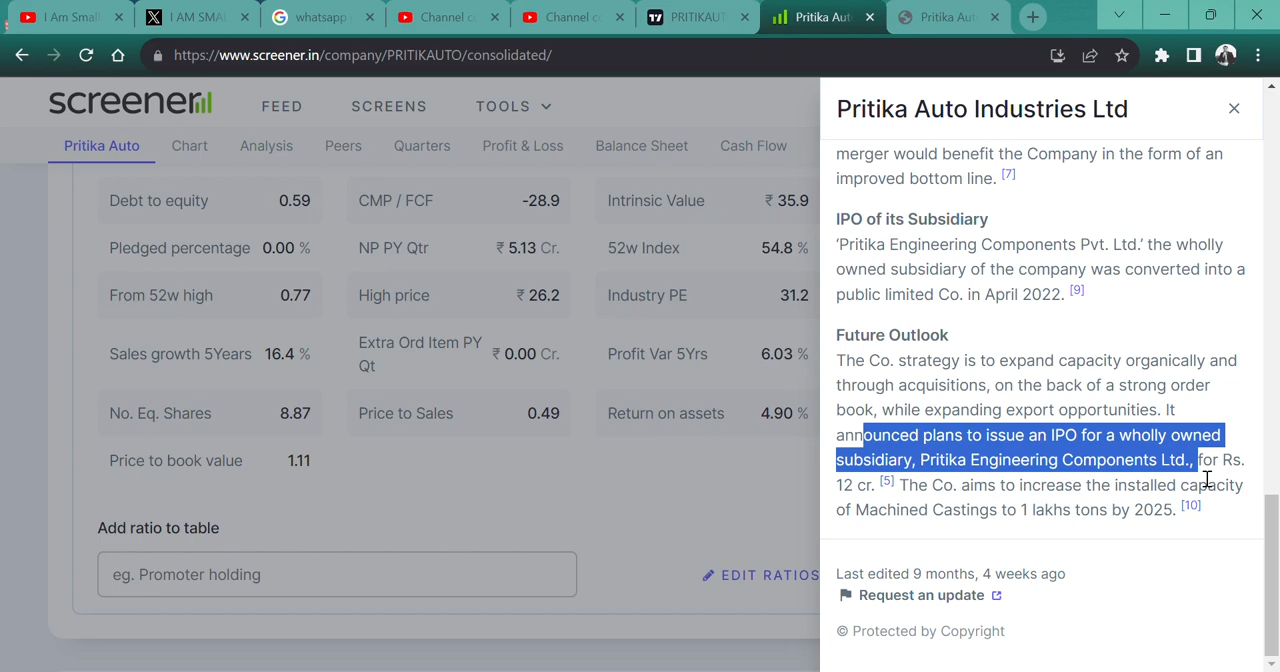 I Am Small
I AM SMAL
whatsapp
Channel c
Channel co
PRITIKAUT
Pritika Aut
Pritika Aut
https://www.screener.in/company/PRITIKAUTO/consolidated/
screener
FEED SCREENS TOOLS
Pritika Auto Chart Analysis Peers Quarters Profit & Loss Balance Sheet Cash Flow
Debt to equity 0.59 CMP / FCF -28.9 Intrinsic Value ₹ 35.9
Pledged percentage 0.00 % NP PY Qtr ₹ 5.13 Cr. 52w Index 54.8 %
From 52w high 0.77 High price ₹ 26.2 Industry PE 31.2
Sales growth 5Years 16.4 % Extra Ord Item PY Qt ₹ 0.00 Cr. Profit Var 5Yrs 6.03 %
No. Eq. Shares 8.87 Price to Sales 0.49 Return on assets 4.90 %
Price to book value 1.11
Add ratio to table
eg. Promoter holding
EDIT RATIOS
Pritika Auto Industries Ltd
merger would benefit the Company in the form of an
improved bottom line. [7]
IPO of its Subsidiary
‘Pritika Engineering Components Pvt. Ltd.’ the wholly
owned subsidiary of the company was converted into a
public limited Co. in April 2022. [9]
Future Outlook
The Co. strategy is to expand capacity organically and
through acquisitions, on the back of a strong order
book, while expanding export opportunities. It
announced plans to issue an IPO for a wholly owned
subsidiary, Pritika Engineering Components Ltd., for Rs.
12 cr. [5] The Co. aims to increase the installed capacity
of Machined Castings to 1 lakhs tons by 2025. [10]
Last edited 9 months, 4 weeks ago
Request an update
© Protected by Copyright